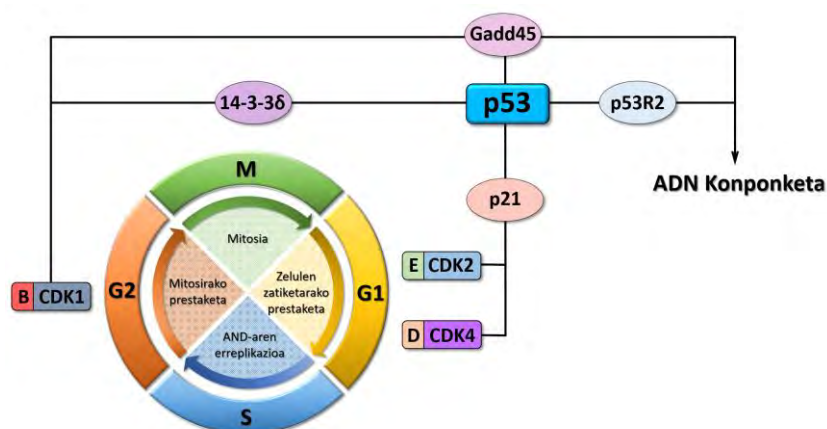 Gadd45
14-3-3δ
p53
p53R2
ADN Konponketa
p21
M
Mitosia
E CDK2
B CDK1
G2
Mitosirako
prestaketa
Zelulen
zatiketarako
prestaketa
G1
D CDK4
AND-aren
erreplikazioa
S